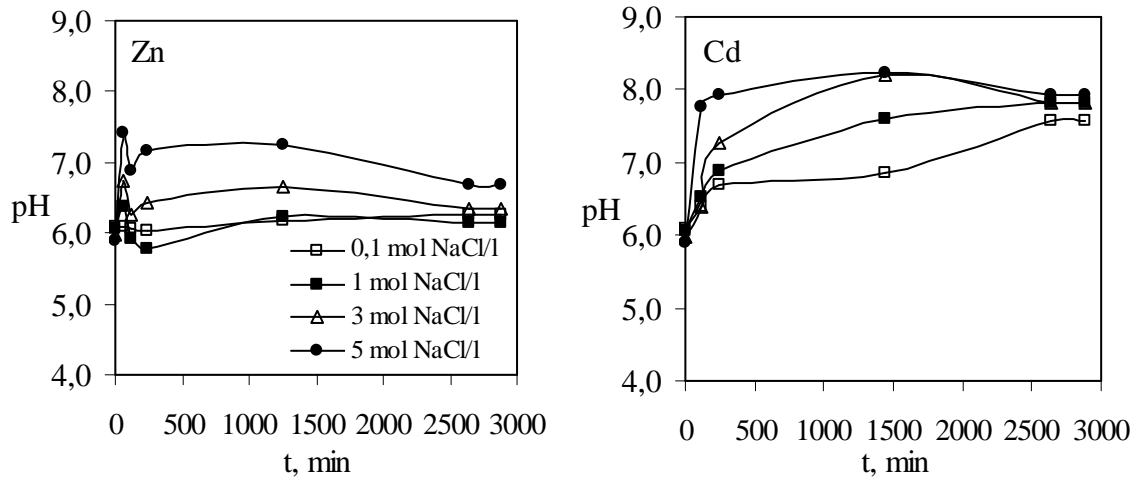 Zn
9,0
8,0
7,0
6,0
5,0
4,0
pH
0,1 mol NaCl/l
1 mol NaCl/l
3 mol NaCl/l
5 mol NaCl/l
0 500 1000 1500 2000 2500 3000
t, min
Cd
9,0
8,0
7,0
6,0
5,0
4,0
pH
0 500 1000 1500 2000 2500 3000
t, min